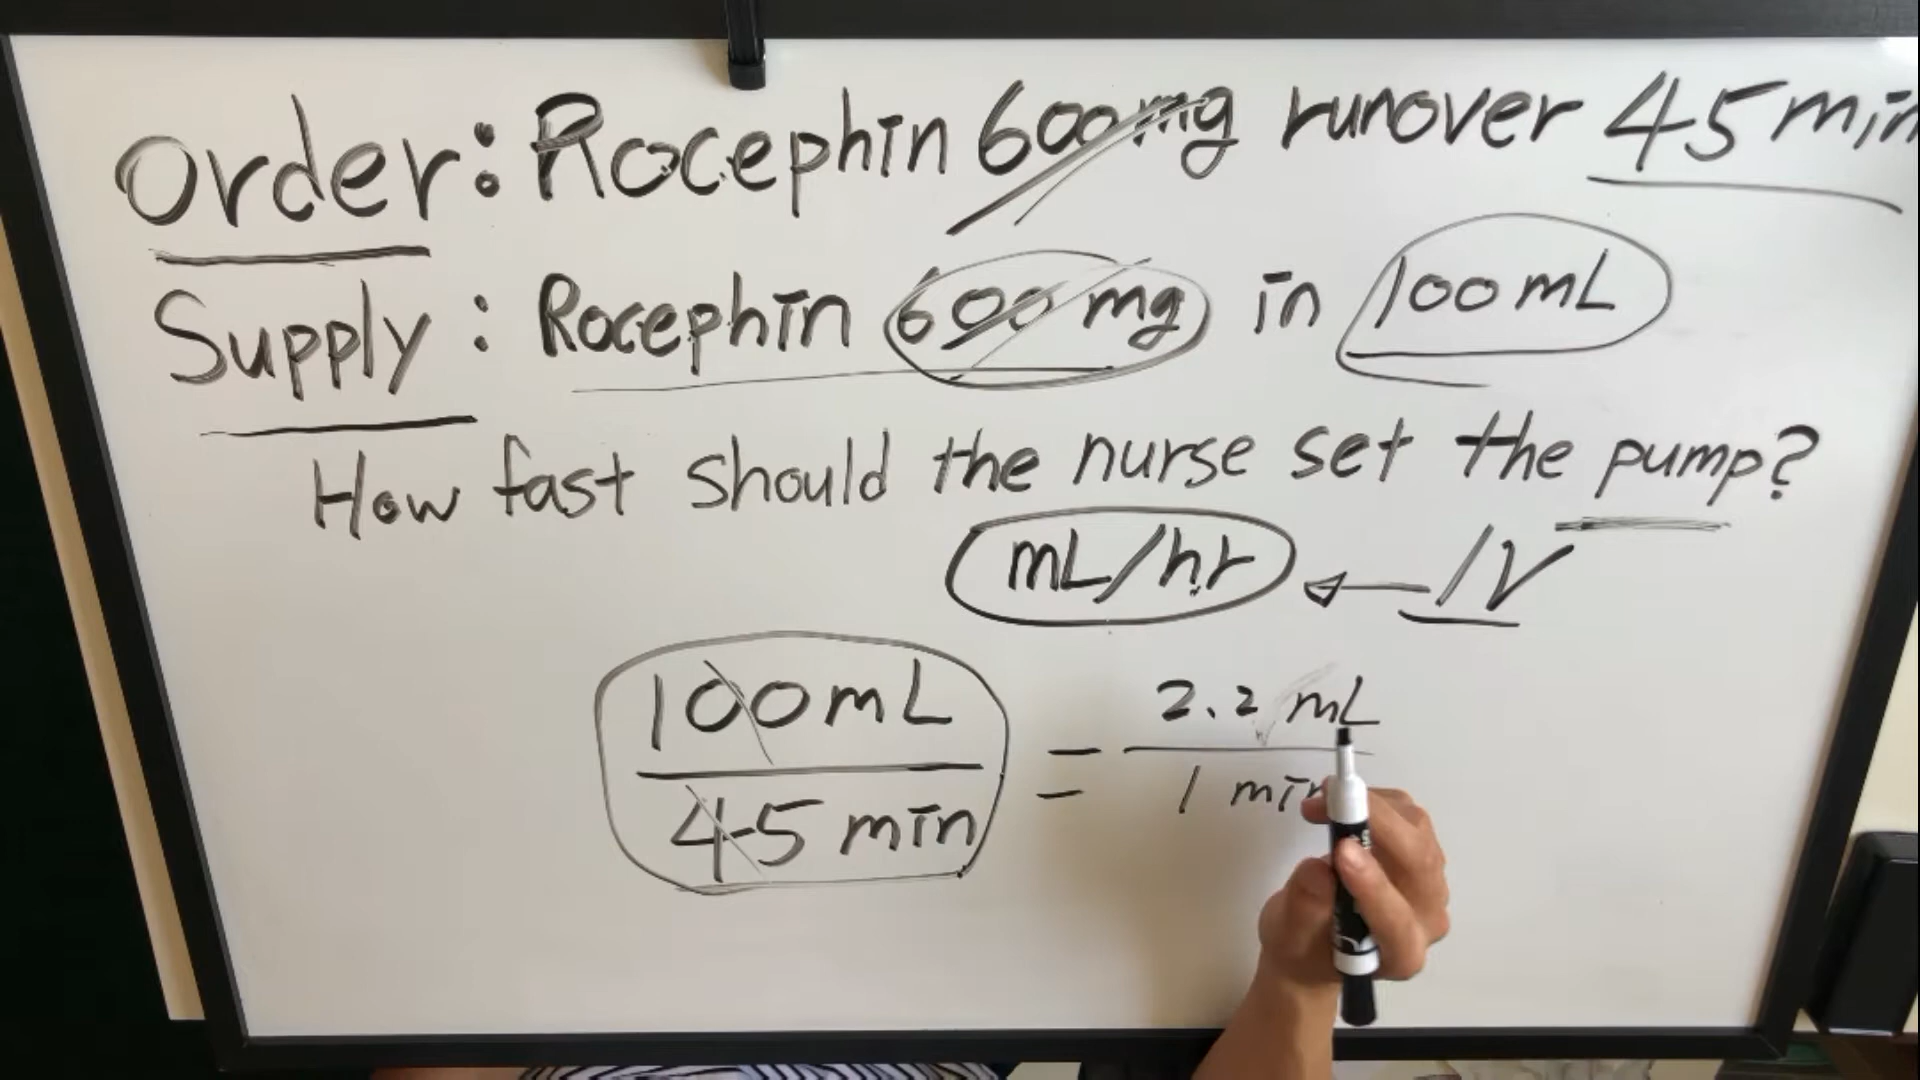 Order: Rocephin 600mg runover 45 min
Supply: Rocephin 600 mg in 100 mL
How fast should the nurse set the pump?
mL/hr IV
100 mL = 2.2 mL
45 min 1 min